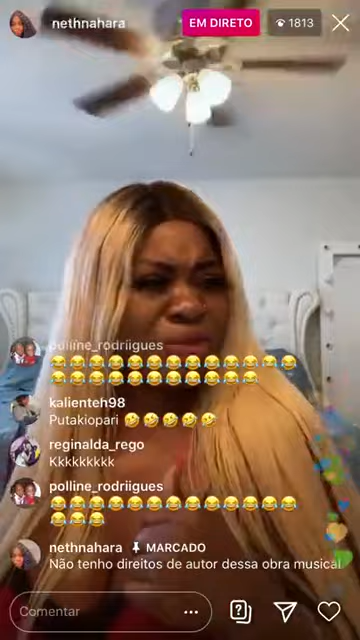 nethnahara
EM DIRETO
1813
polline_rodriigues
😂😂😂😂😂😂😂😂😂😂😂😂😂
😂😂😂😂😂😂😂😂😂😂😂
kalienteh98
Putakiopari 🤣🤣🤣🤣🤣
reginalda_rego
Kkkkkkkkk
polline_rodriigues
😂😂😂😂😂😂😂😂😂😂😂😂😂
😂😂😂
nethnahara 📌 MARCADO
Não tenho direitos de autor dessa obra musical
Comentar